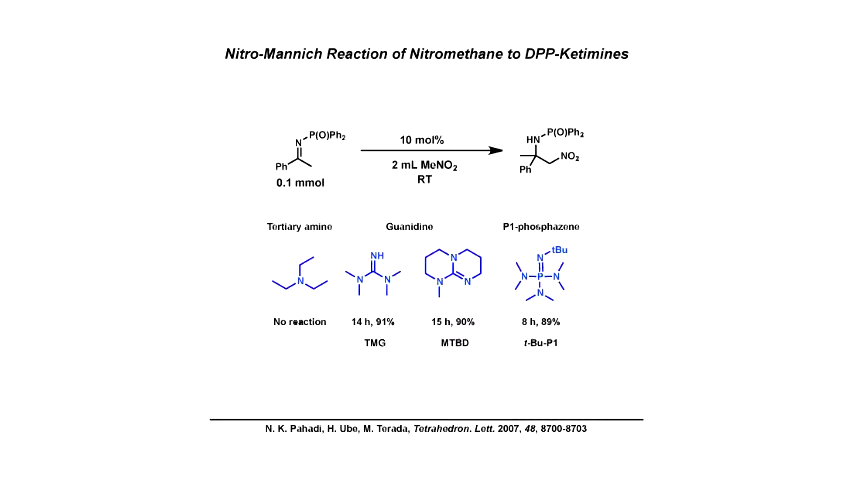 Nitro-Mannich Reaction of Nitromethane to DPP-Ketimines
N P(O)Ph2
Ph
0.1 mmol
10 mol%
2 mL MeNO2
RT
HN P(O)Ph2
NO2
Ph
Tertiary amine Guanidine P1-phosphazene
N
NH
N N
N
N N
N tBu
N P N
N
No reaction 14 h, 91% 15 h, 90% 8 h, 89%
TMG MTBD t-Bu-P1
N. K. Pahadi, H. Ube, M. Terada, Tetrahedron. Lett. 2007, 48, 8700-8703